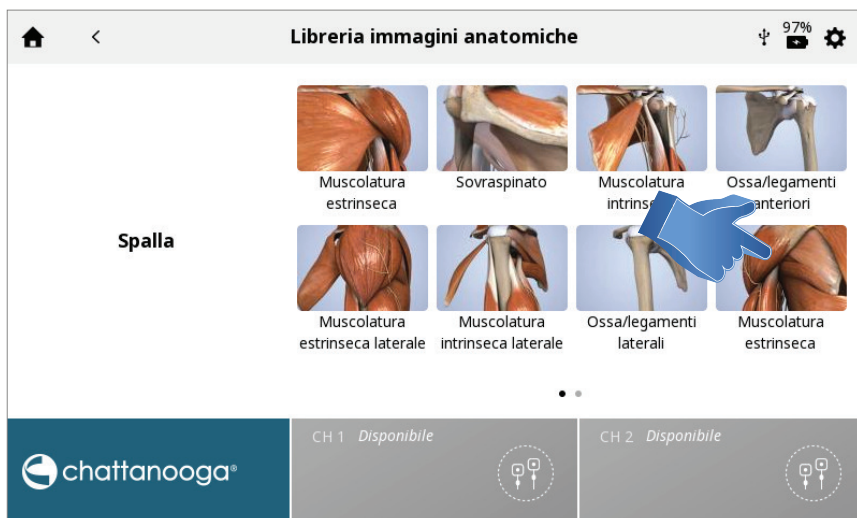 Libreria immagini anatomiche
97%
Spalla
Muscolatura
estrinseca
Sovraspinato
Muscolatura
Ossa/legamenti
anteriori
Muscolatura
estrinseca laterale
Muscolatura
intrinseca laterale
Ossa/legamenti
laterali
Muscolatura
estrinseca
chattanooga®
CH 1 Disponibile
CH 2 Disponibile